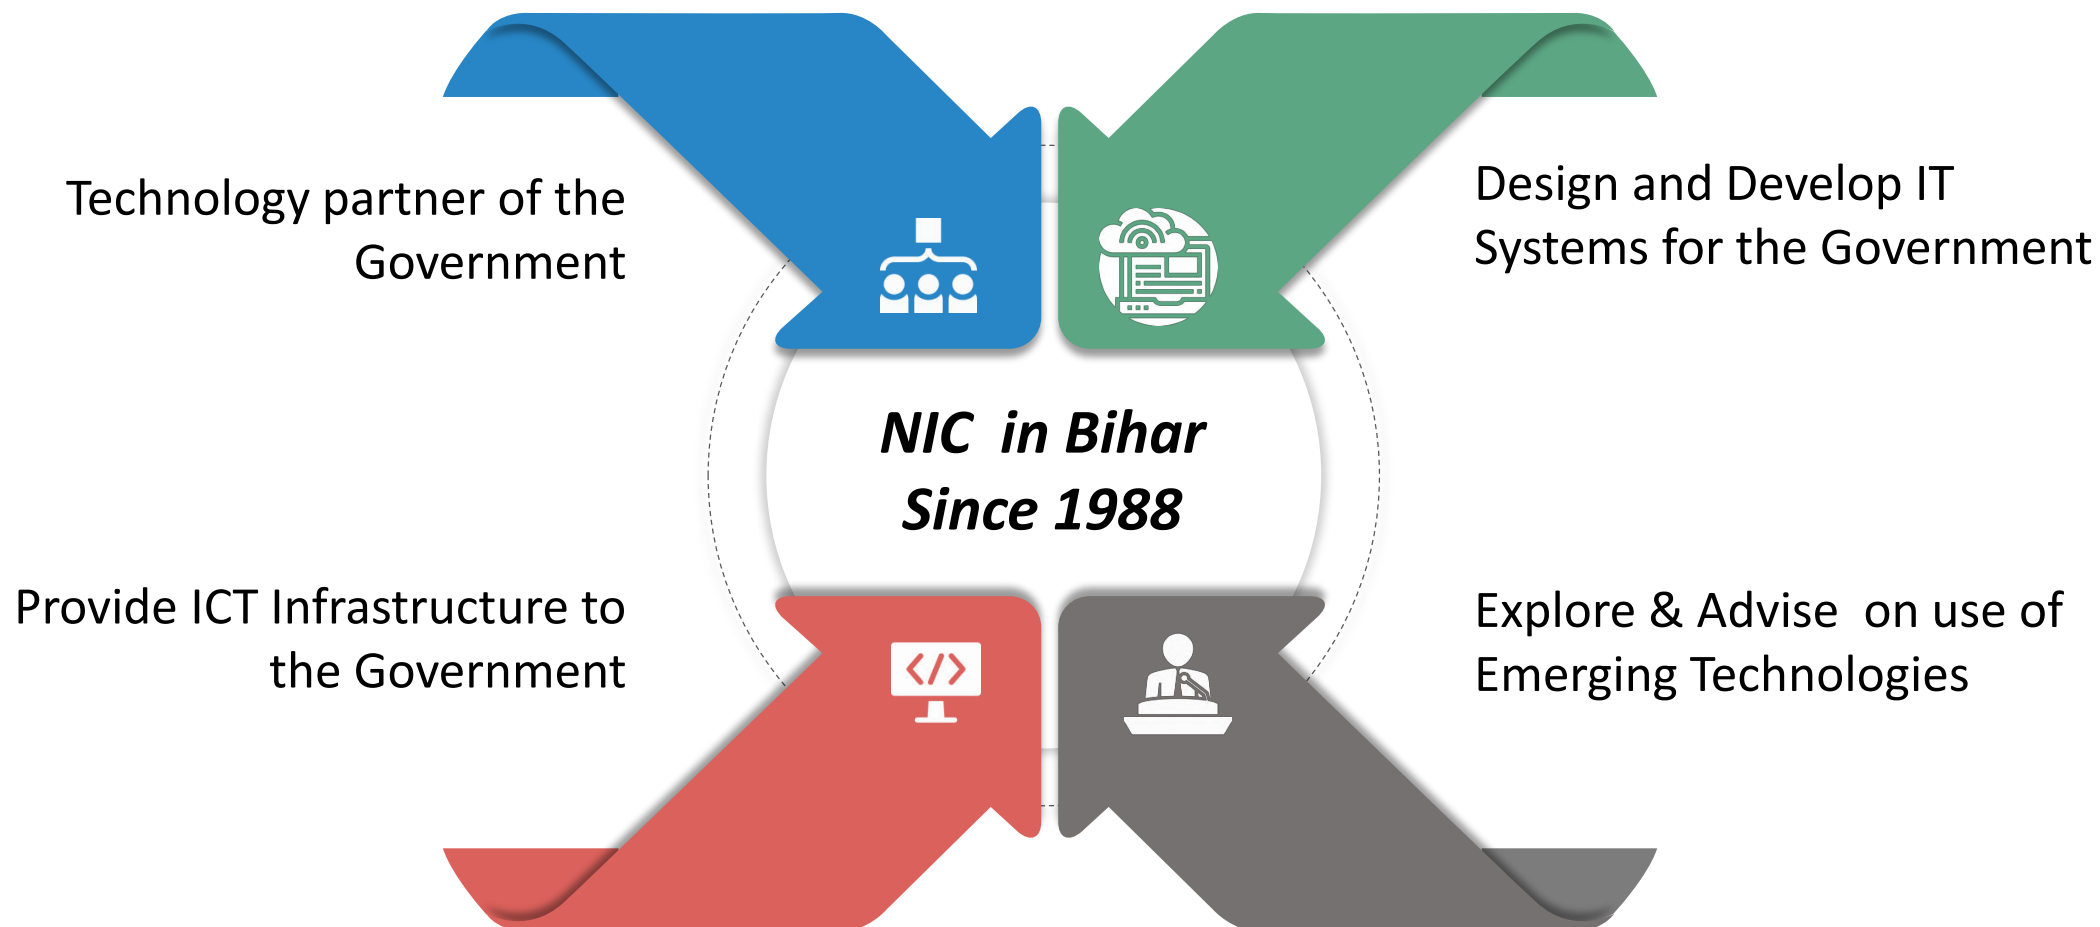 Technology partner of the
Government
Design and Develop IT
Systems for the Government
NIC  in Bihar
Since 1988
Provide ICT Infrastructure to
the Government
Explore & Advise  on use of
Emerging Technologies